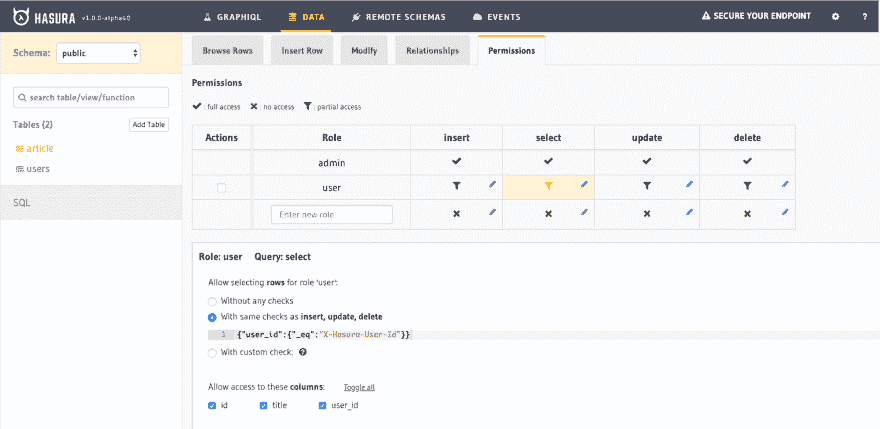 HASURA v1.0.0-alpha40 GRAPHIQL DATA REMOTE SCHEMAS EVENTS SECURE YOUR ENDPOINT ?
Schema: public
Browse Rows Insert Row Modify Relationships Permissions
search table/view/function
Tables (2) Add Table
article
users
SQL
Permissions
: full access : no access : partial access
Actions Role insert select update delete
admin
user
Enter new role
Role: user Query: select
Allow selecting rows for role 'user':
Without any checks
With same checks as insert, update, delete
3 {"user_id":{"_eq":"X-Hasura-User-Id"}}
With custom check: ?
Allow access to these columns: Toggle all
id title user_id